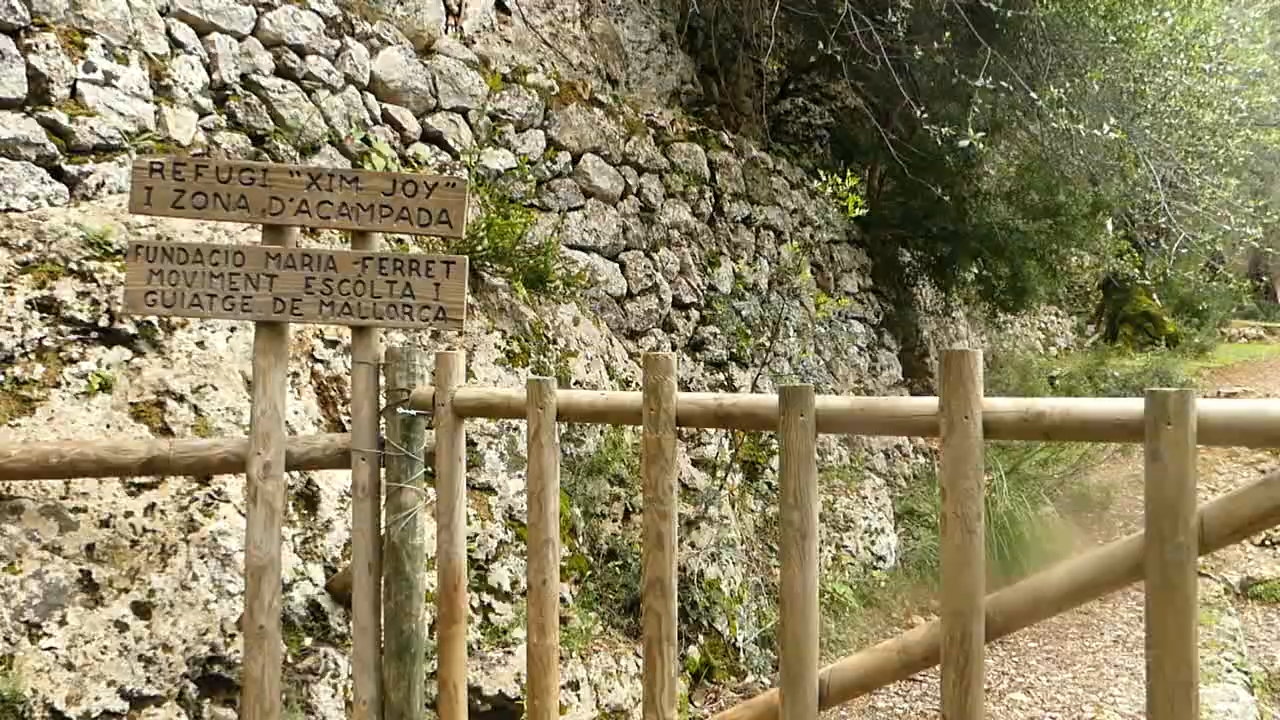 REFUGI "XIM JOY"
I ZONA D'ACAMPADA
FUNDACIO MARIA FERRET
MOVIMENT ESCOLTA I
GUIATGE DE MALLORCA